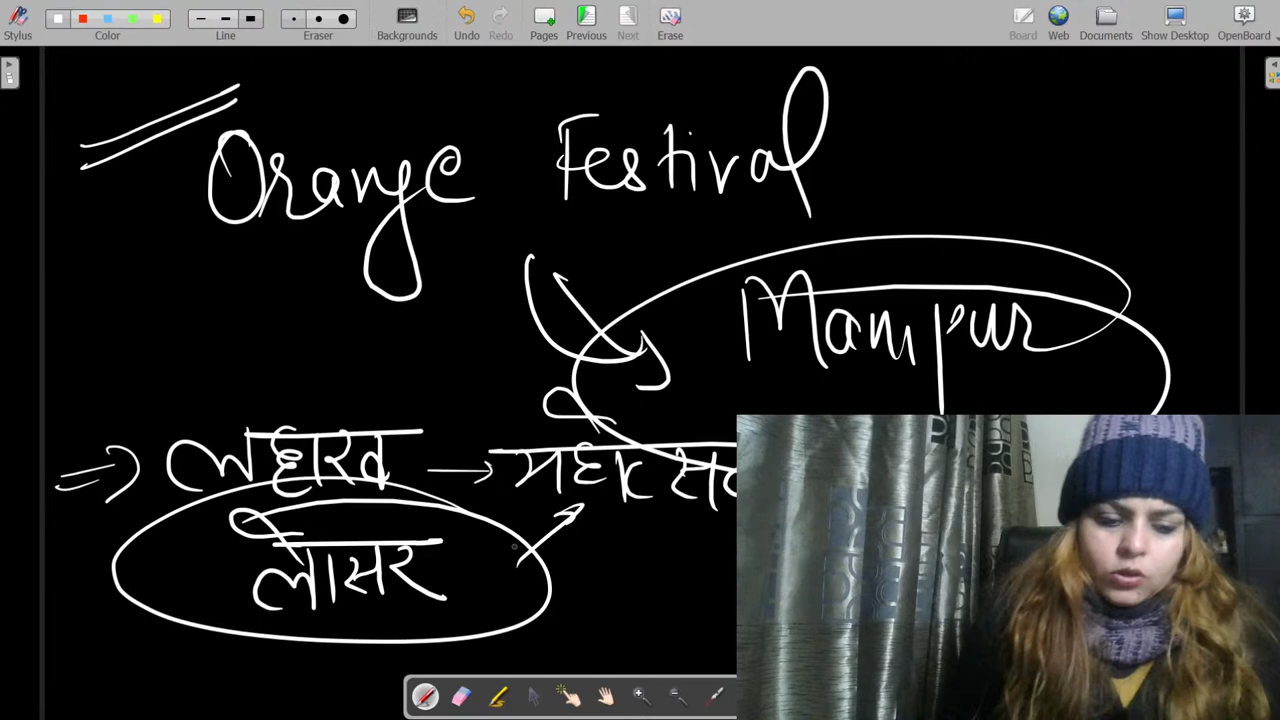 Stylus
Color
Line
Eraser
Backgrounds
Undo
Redo
Pages
Previous
Next
Erase
Board
Web
Documents
Show Desktop
OpenBoard
Orange Festival
Manipur
लद्दाख
लोसर